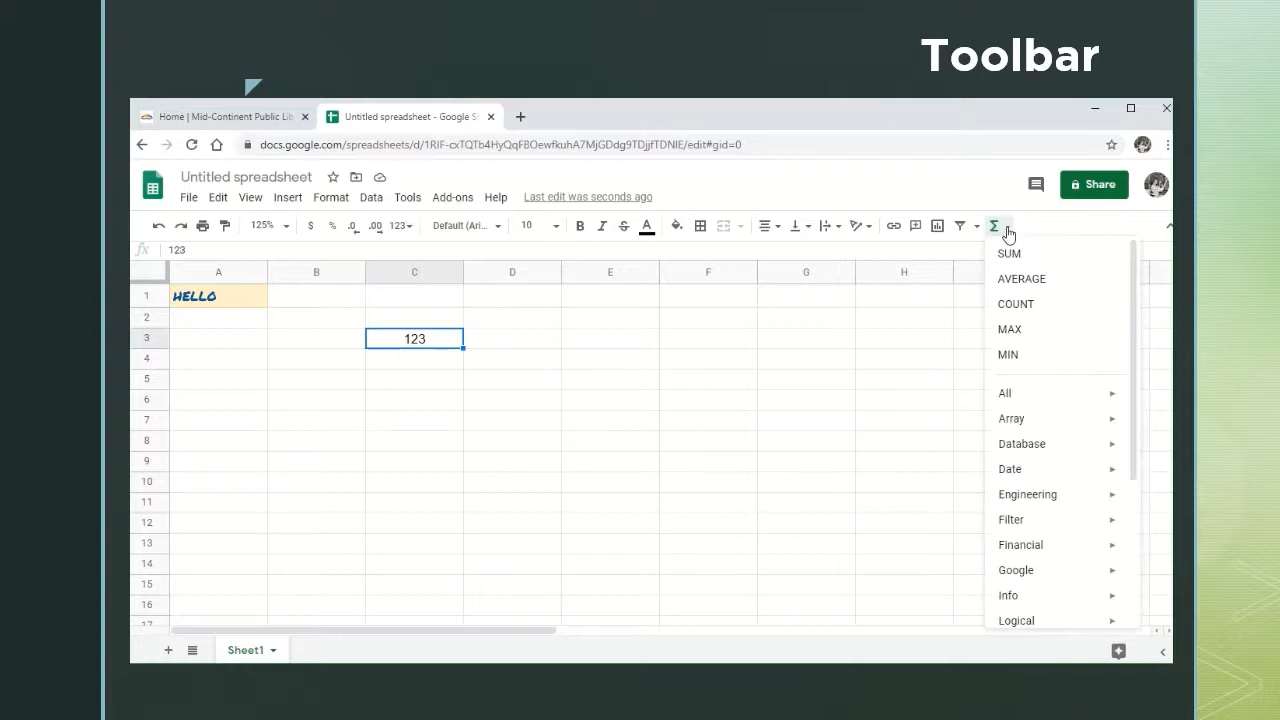 Toolbar
Home | Mid-Continent Public Lib
Untitled spreadsheet - Google S
docs.google.com/spreadsheets/d/1RIF-cxTQTb4HyQqFBOewfkuhA7MjGDdg9TDjjfTDNIE/edit#gid=0
Untitled spreadsheet
File Edit View Insert Format Data Tools Add-ons Help Last edit was seconds ago
Share
125% $ % .0 .00 123 Default (Ari... 10 B I S A Σ
fx 123
A B C D E F G H
1 HELLO
2
3 123
4
5
6
7
8
9
10
11
12
13
14
15
16
17
SUM
AVERAGE
COUNT
MAX
MIN
All
Array
Database
Date
Engineering
Filter
Financial
Google
Info
Logical
Sheet1